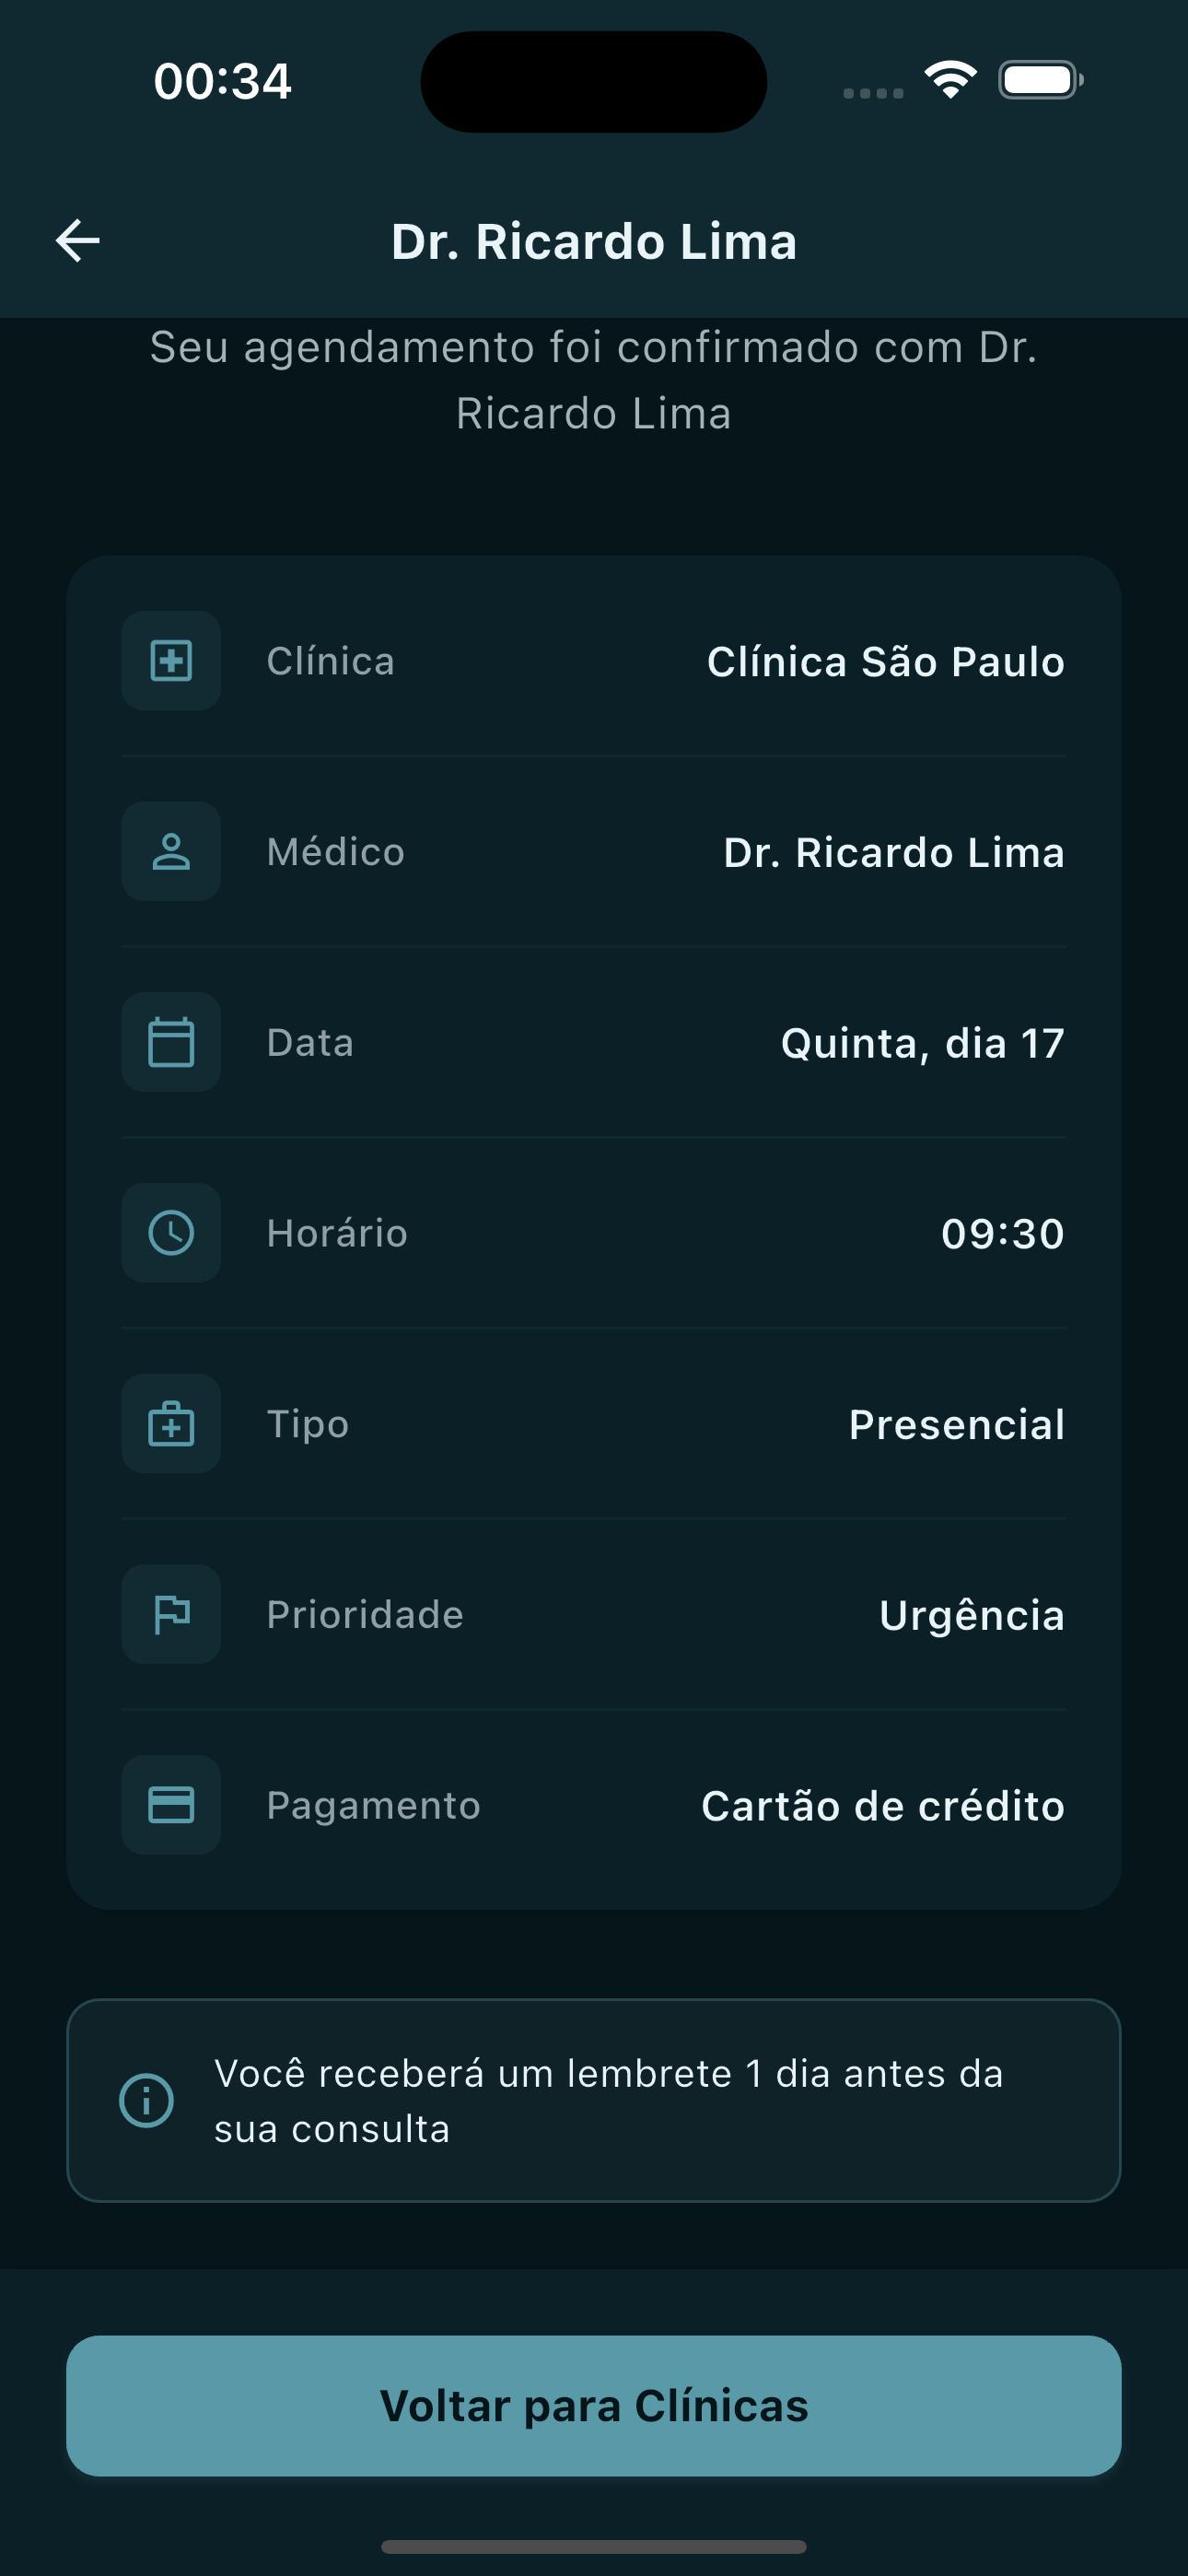 00:34
Dr. Ricardo Lima
Seu agendamento foi confirmado com Dr.
Ricardo Lima
Clínica
Clínica São Paulo
Médico
Dr. Ricardo Lima
Data
Quinta, dia 17
Horário
09:30
Tipo
Presencial
Prioridade
Urgência
Pagamento
Cartão de crédito
Você receberá um lembrete 1 dia antes da
sua consulta
Voltar para Clínicas